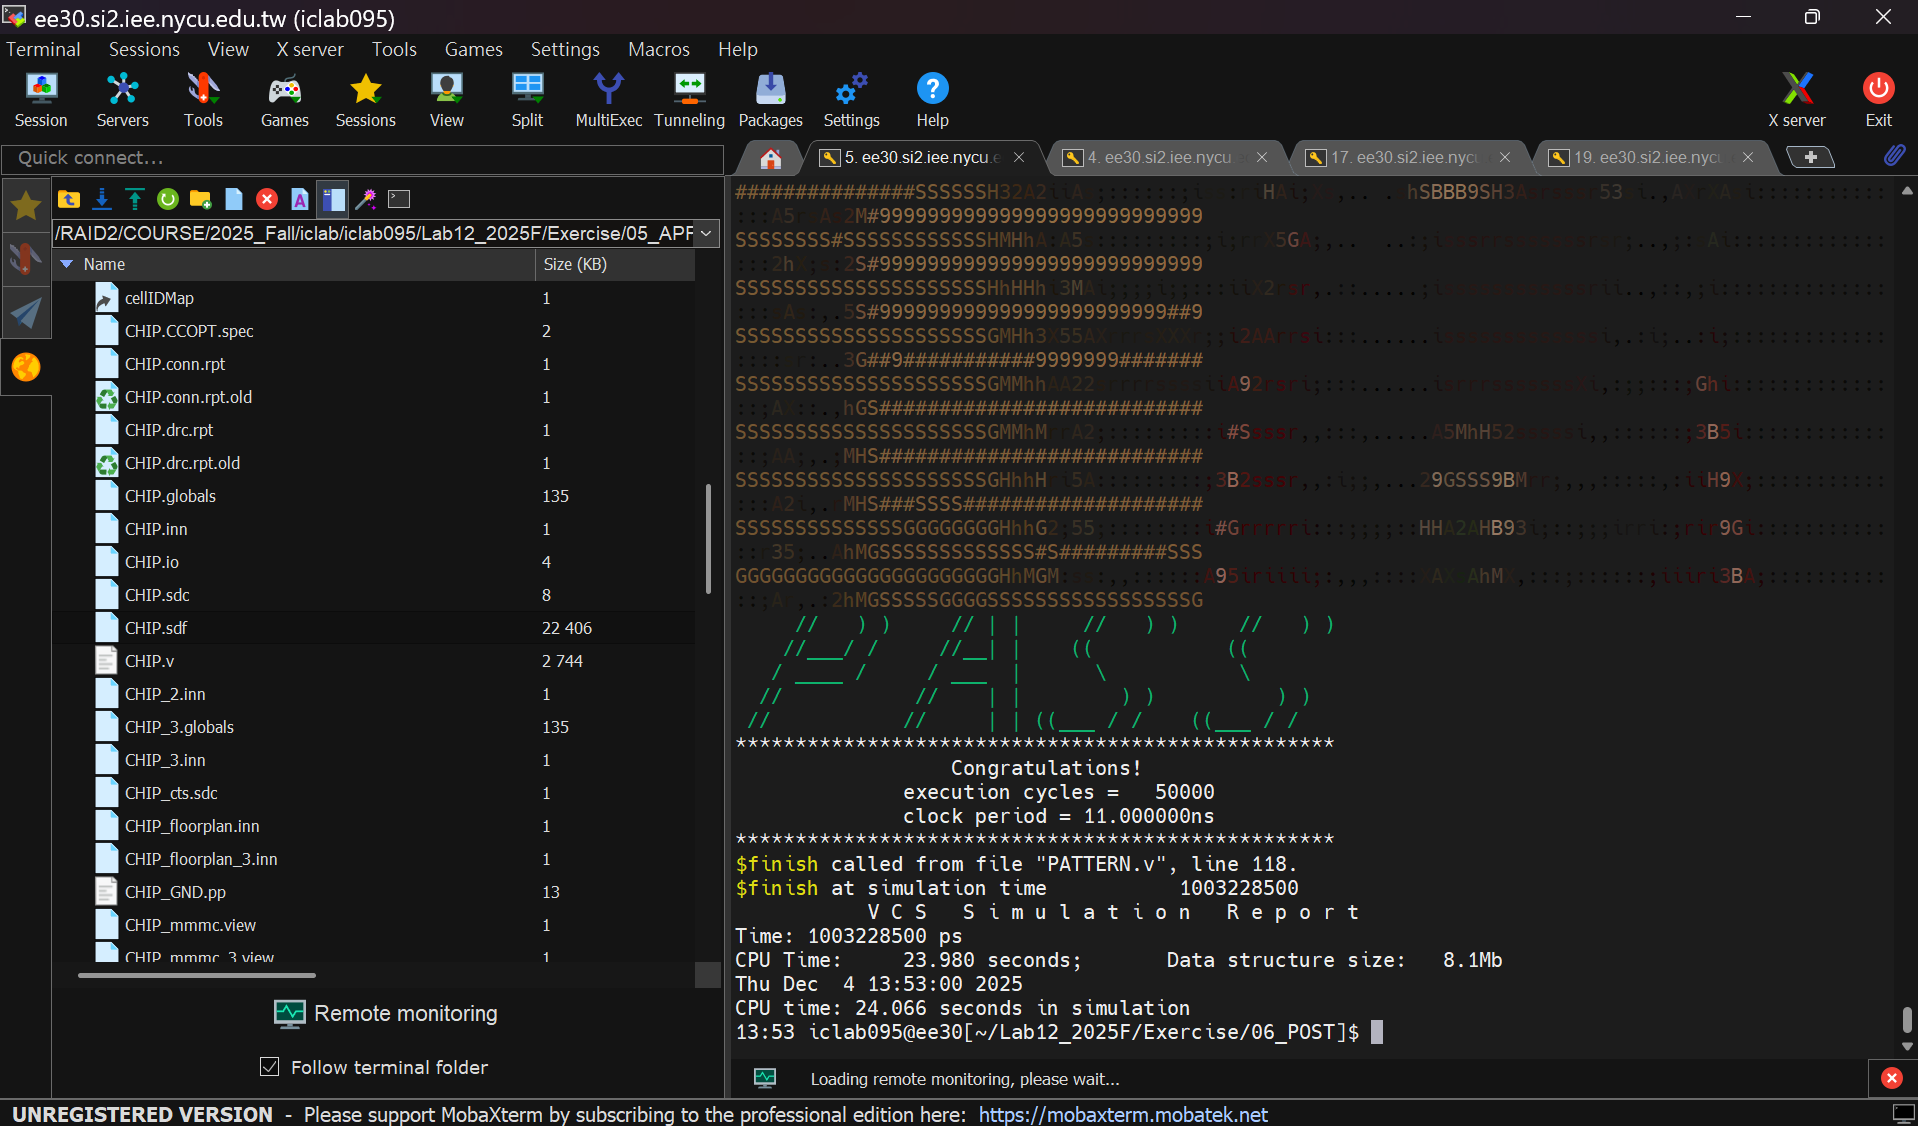 ee30.si2.iee.nycu.edu.tw (iclab095)
Terminal Sessions View X server Tools Games Settings Macros Help
Session Servers Tools Games Sessions View Split MultiExec Tunneling Packages Settings Help X server Exit
Quick connect...
5. ee30.si2.iee.nycu.e
4. ee30.si2.iee.nycu
17. ee30.si2.iee.nycu
19. ee30.si2.iee.nycu
/RAID2/COURSE/2025_Fall/iclab/iclab095/Lab12_2025F/Exercise/05_APR
Name Size (KB)
cellIDMap 1
CHIP.CCOPT.spec 2
CHIP.conn.rpt 1
CHIP.conn.rpt.old 1
CHIP.drc.rpt 1
CHIP.drc.rpt.old 1
CHIP.globals 135
CHIP.inn 1
CHIP.io 4
CHIP.sdc 8
CHIP.sdf 22 406
CHIP.v 2 744
CHIP_2.inn 1
CHIP_3.globals 135
CHIP_3.inn 1
CHIP_cts.sdc 1
CHIP_floorplan.inn 1
CHIP_floorplan_3.inn 1
CHIP_GND.pp 13
CHIP_mmmc.view 1
CHIP_mmmc_3.view 1
Remote monitoring
Follow terminal folder
PASS
**************************************************
Congratulations!
execution cycles = 50000
clock period = 11.000000ns
**************************************************
$finish called from file "PATTERN.v", line 118.
$finish at simulation time 1003228500
V C S S i m u l a t i o n R e p o r t
Time: 1003228500 ps
CPU Time: 23.980 seconds; Data structure size: 8.1Mb
Thu Dec 4 13:53:00 2025
CPU time: 24.066 seconds in simulation
13:53 iclab095@ee30[~/Lab12_2025F/Exercise/06_POST]$
Loading remote monitoring, please wait...
UNREGISTERED VERSION - Please support MobaXterm by subscribing to the professional edition here: https://mobaxterm.mobatek.net